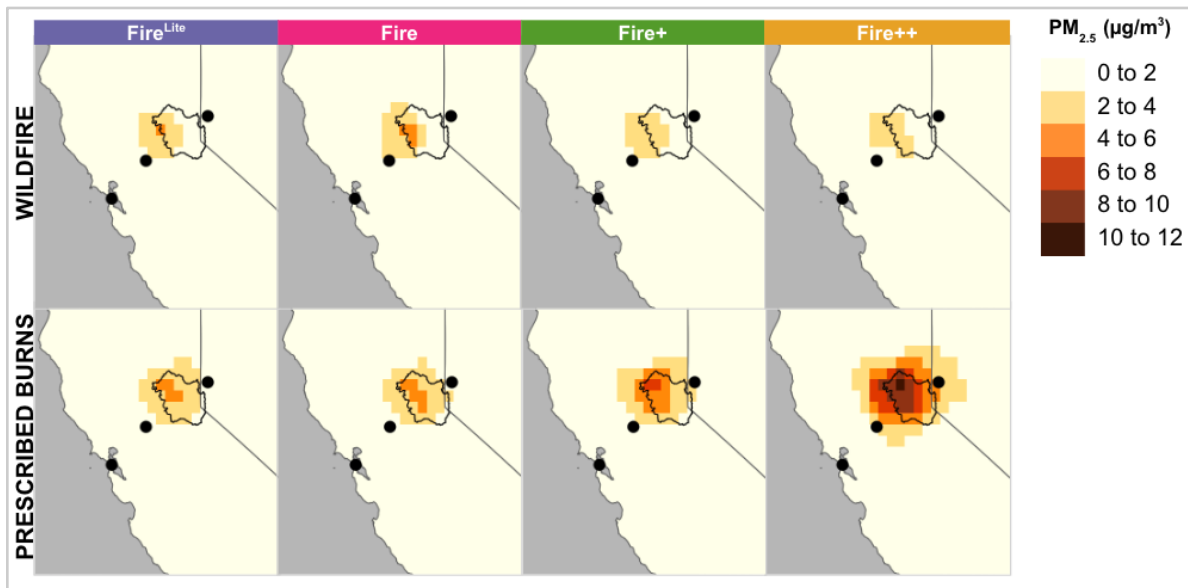 Fire^Lite
Fire
Fire+
Fire++
PM2.5 (µg/m³)
0 to 2
2 to 4
4 to 6
6 to 8
8 to 10
10 to 12
WILDFIRE
PRESCRIBED BURNS